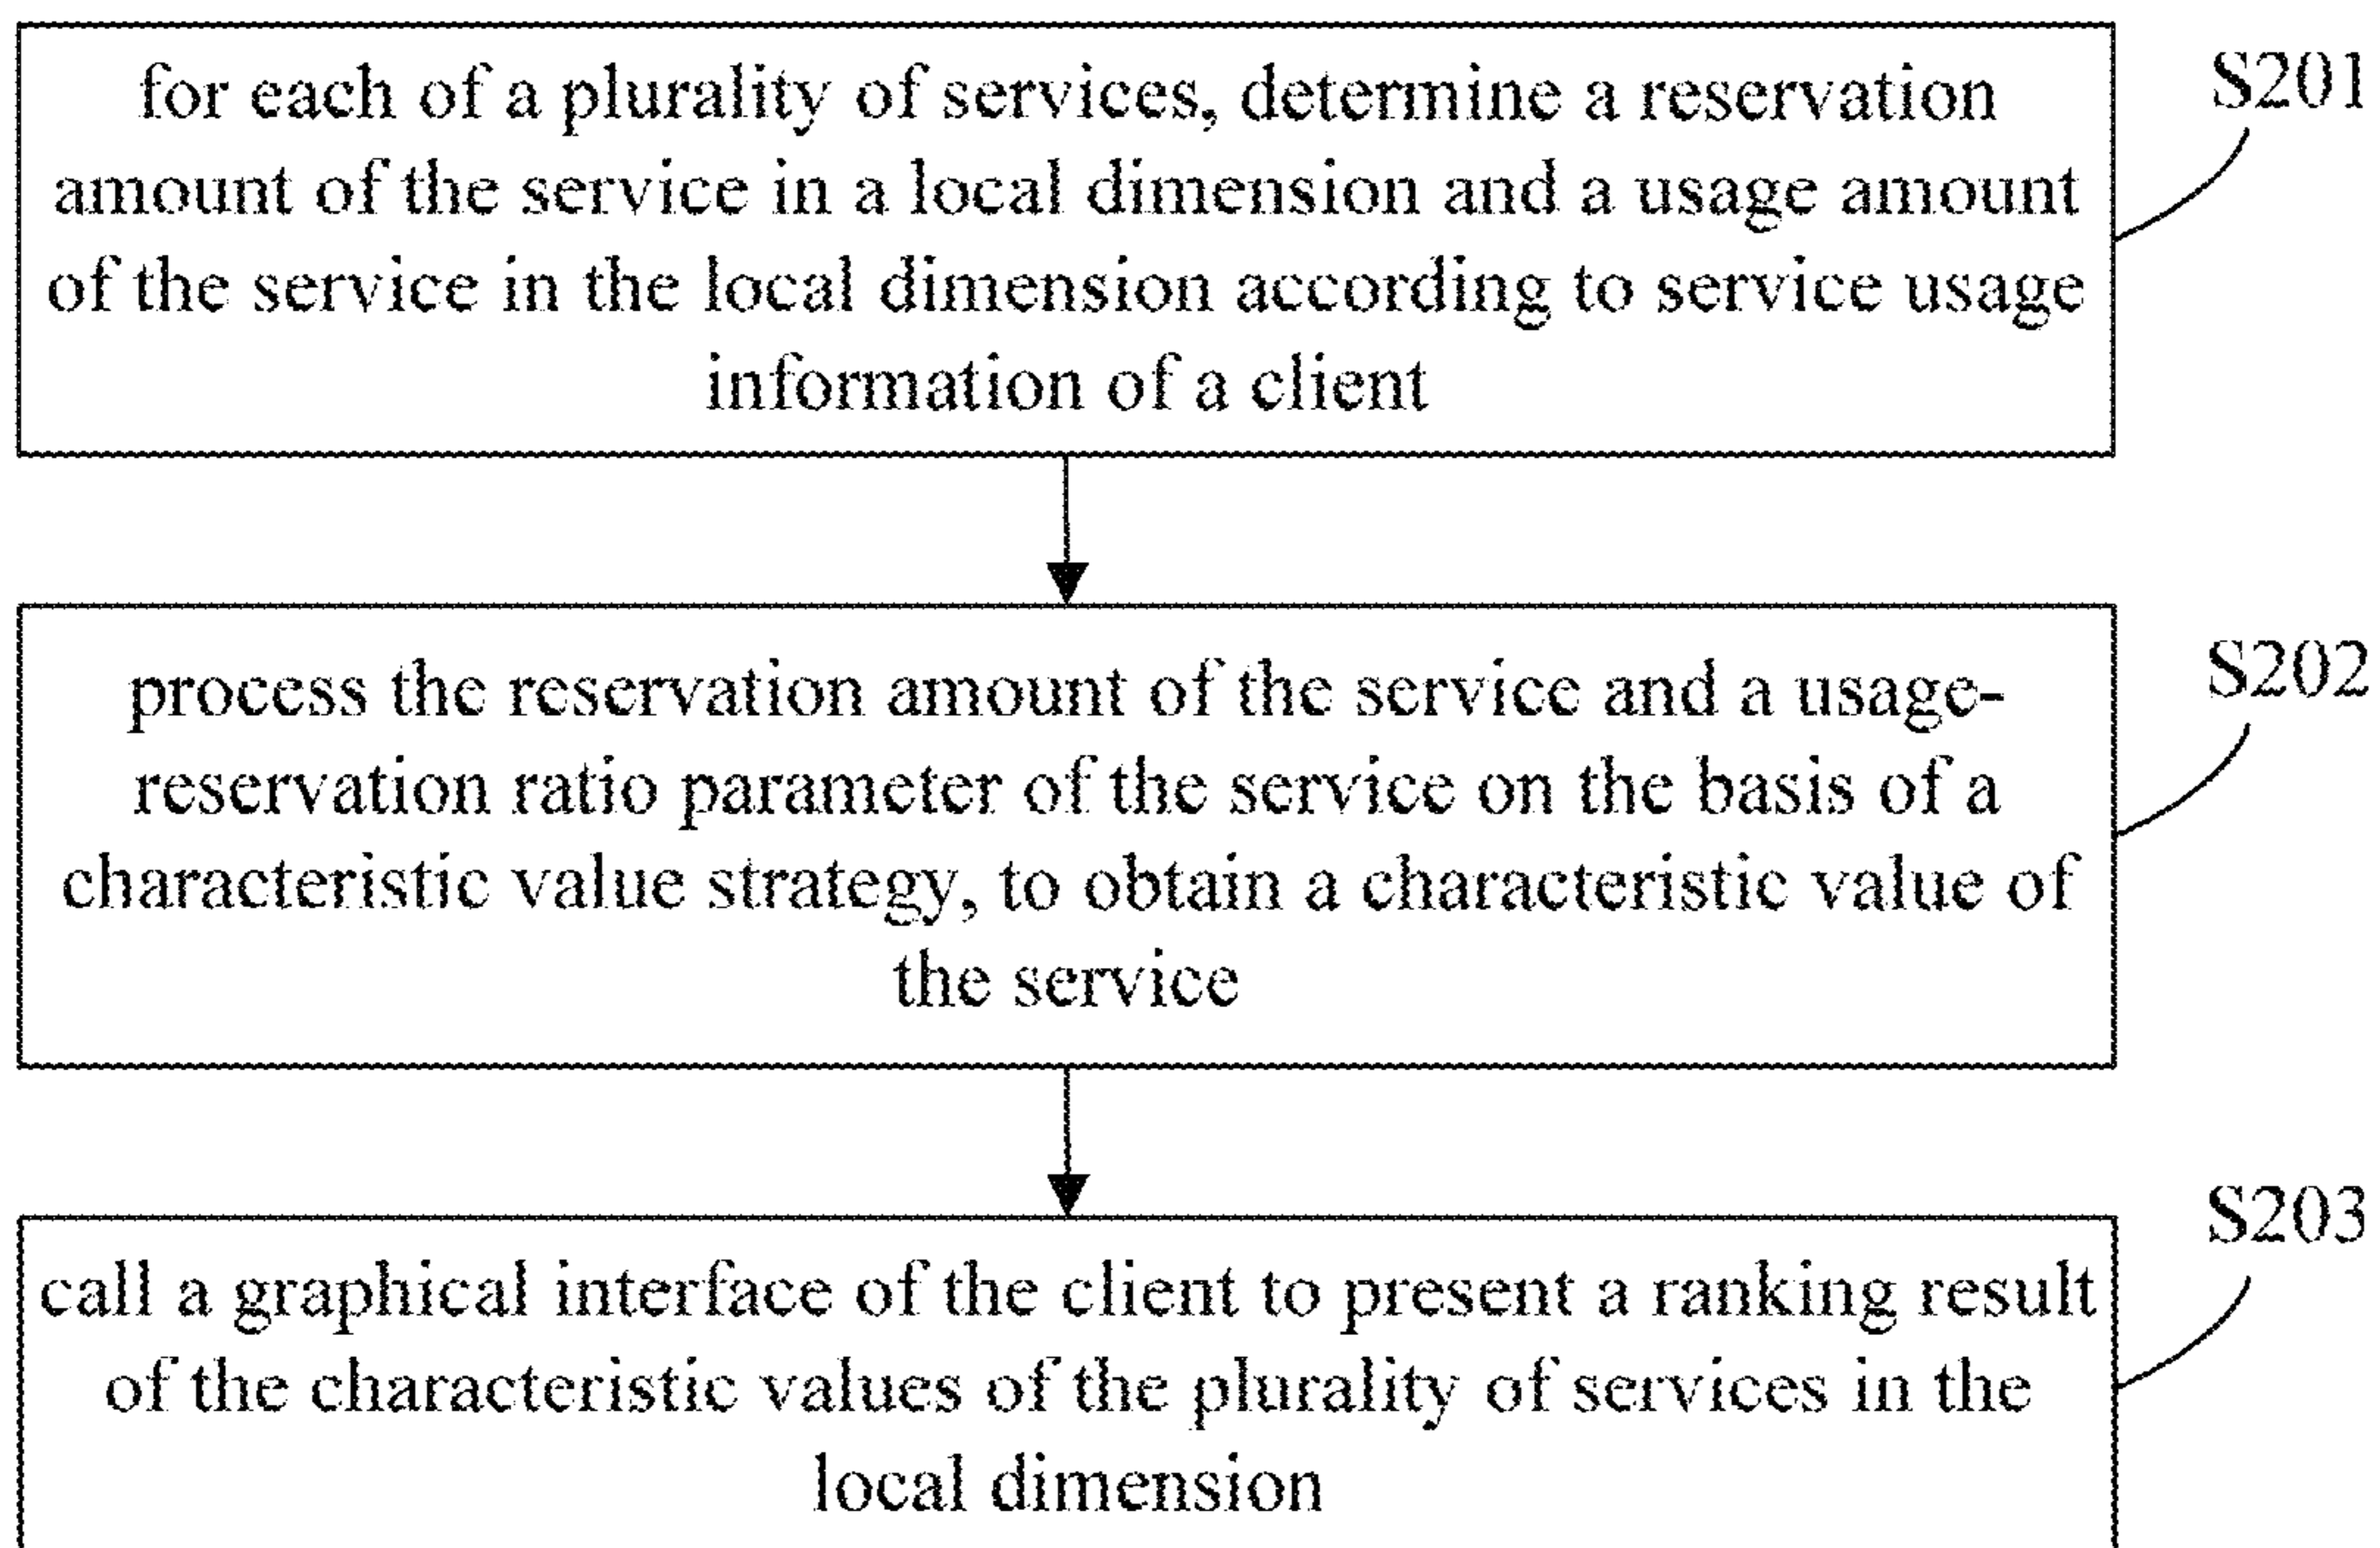 for each of a plurality of services, determine a reservation
amount of the service in a local dimension and a usage amount
of the service in the local dimension according to service usage
information of a client
S201
process the reservation amount of the service and a usage-
reservation ratio parameter of the service on the basis of a
characteristic value strategy, to obtain a characteristic value of
the service
S202
call a graphical interface of the client to present a ranking result
of the characteristic values of the plurality of services in the
local dimension
S203